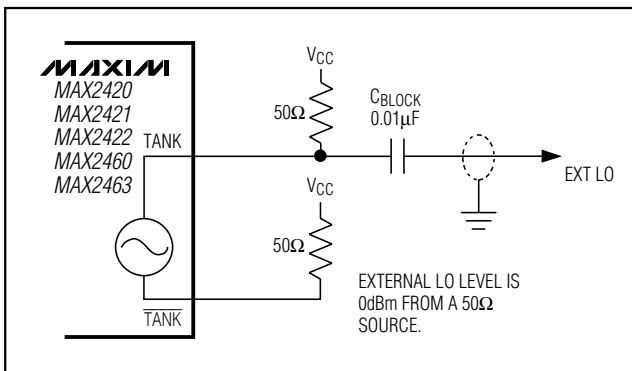 MAXIM
MAX2420
MAX2421
MAX2422
MAX2460
MAX2463
TANK
VCC
50Ω
CBLOCK
0.01μF
EXT LO
VCC
50Ω
TANK
EXTERNAL LO LEVEL IS
0dBm FROM A 50Ω
SOURCE.